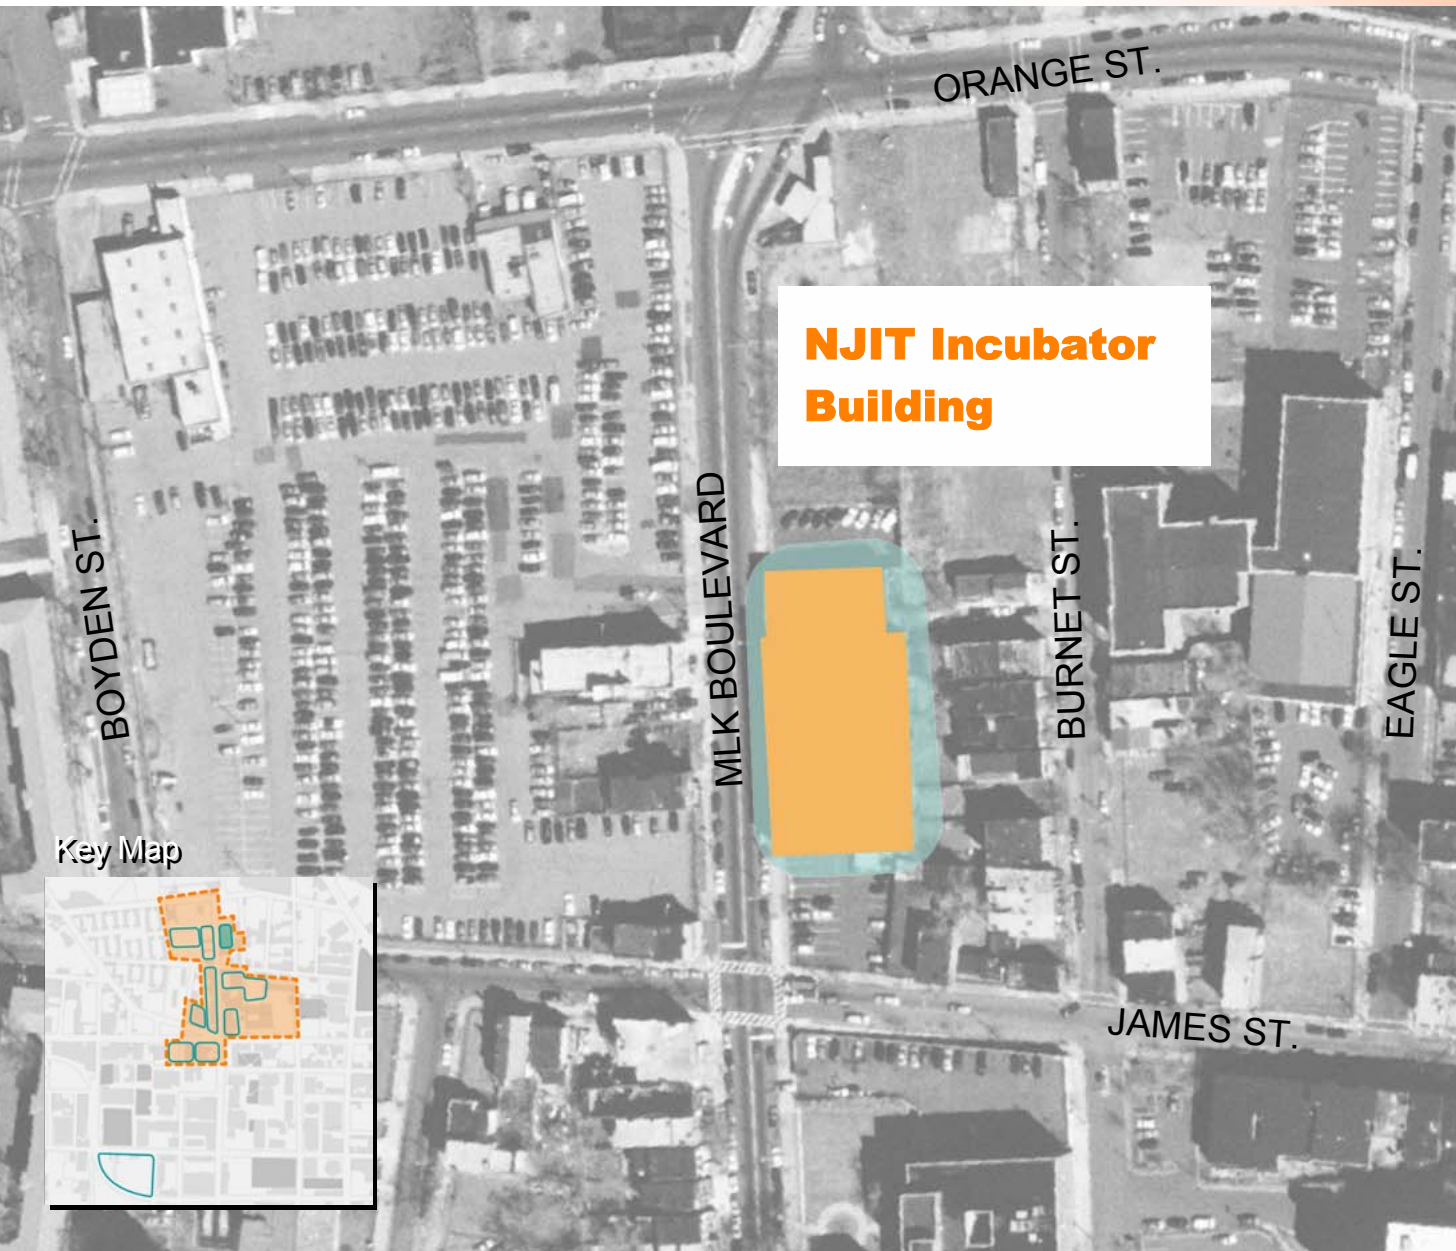 ORANGE ST.
NJIT Incubator
Building
MLK BOULEVARD
BOYDEN ST.
BURNET ST.
EAGLE ST.
Key Map
JAMES ST.